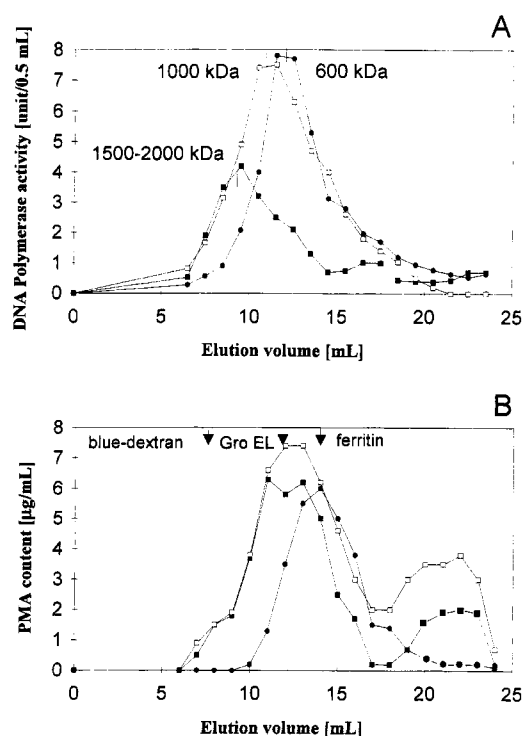 A
DNA Polymerase activity [unit/0.5 mL]
8
7
6
5
4
3
2
1
0
1000 kDa
600 kDa
1500-2000 kDa
0 5 10 15 20 25
Elution volume [mL]
B
PMA content [µg/mL]
8
7
6
5
4
3
2
1
0
blue-dextran Gro EL ferritin
0 5 10 15 20 25
Elution volume [mL]